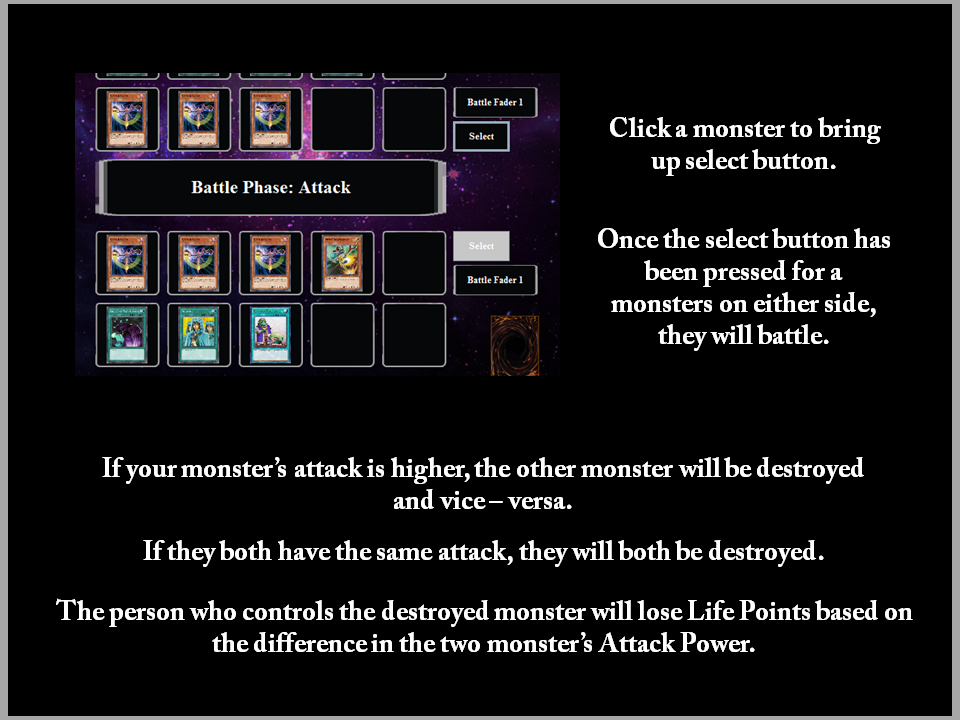 Battle Fader 1
Select
Battle Phase: Attack
Select
Battle Fader 1
Click a monster to bring
up select button.
Once the select button has
been pressed for a
monsters on either side,
they will battle.
If your monster’s attack is higher, the other monster will be destroyed
and vice – versa.
If they both have the same attack, they will both be destroyed.
The person who controls the destroyed monster will lose Life Points based on
the difference in the two monster’s Attack Power.